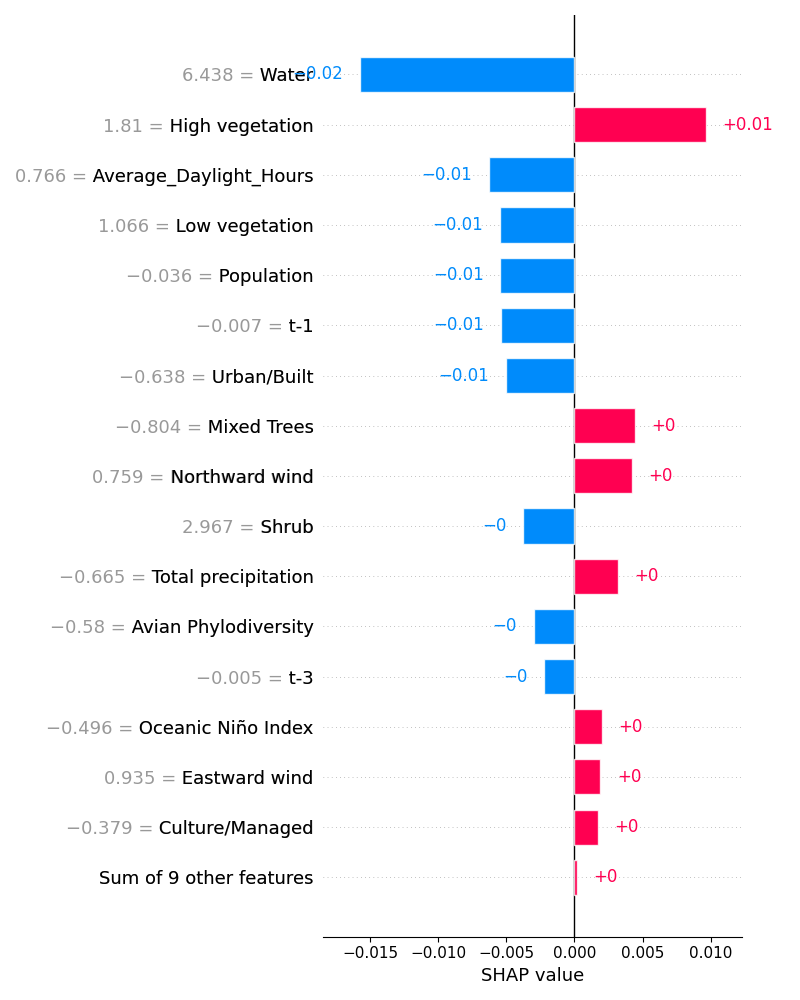 6.438 = Water −0.02
1.81 = High vegetation +0.01
0.766 = Average_Daylight_Hours −0.01
1.066 = Low vegetation −0.01
−0.036 = Population −0.01
−0.007 = t-1 −0.01
−0.638 = Urban/Built −0.01
−0.804 = Mixed Trees +0
0.759 = Northward wind +0
2.967 = Shrub −0
−0.665 = Total precipitation +0
−0.58 = Avian Phylodiversity −0
−0.005 = t-3 −0
−0.496 = Oceanic Niño Index +0
0.935 = Eastward wind +0
−0.379 = Culture/Managed +0
Sum of 9 other features +0
−0.015 −0.010 −0.005 0.000 0.005 0.010
SHAP value